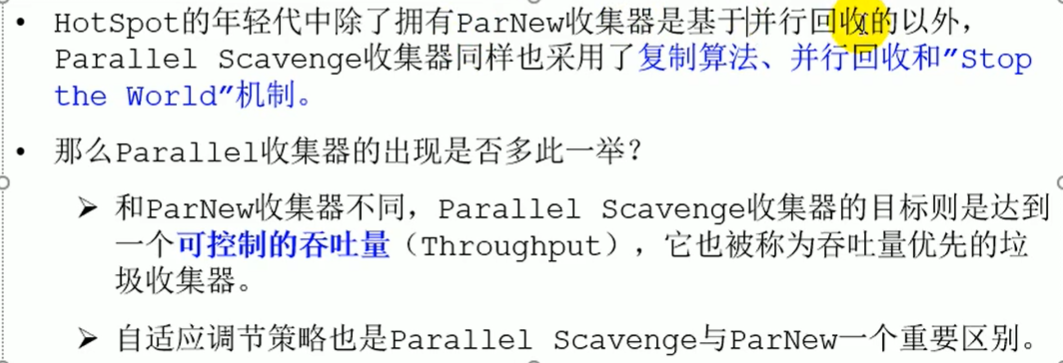 • HotSpot的年轻代中除了拥有ParNew收集器是基于并行回收的以外，
Parallel Scavenge收集器同样也采用了复制算法、并行回收和"Stop
the World"机制。
• 那么Parallel收集器的出现是否多此一举？
➢ 和ParNew收集器不同，Parallel Scavenge收集器的目标则是达到
一个可控制的吞吐量（Throughput），它也被称为吞吐量优先的垃
圾收集器。
➢ 自适应调节策略也是Parallel Scavenge与ParNew一个重要区别。